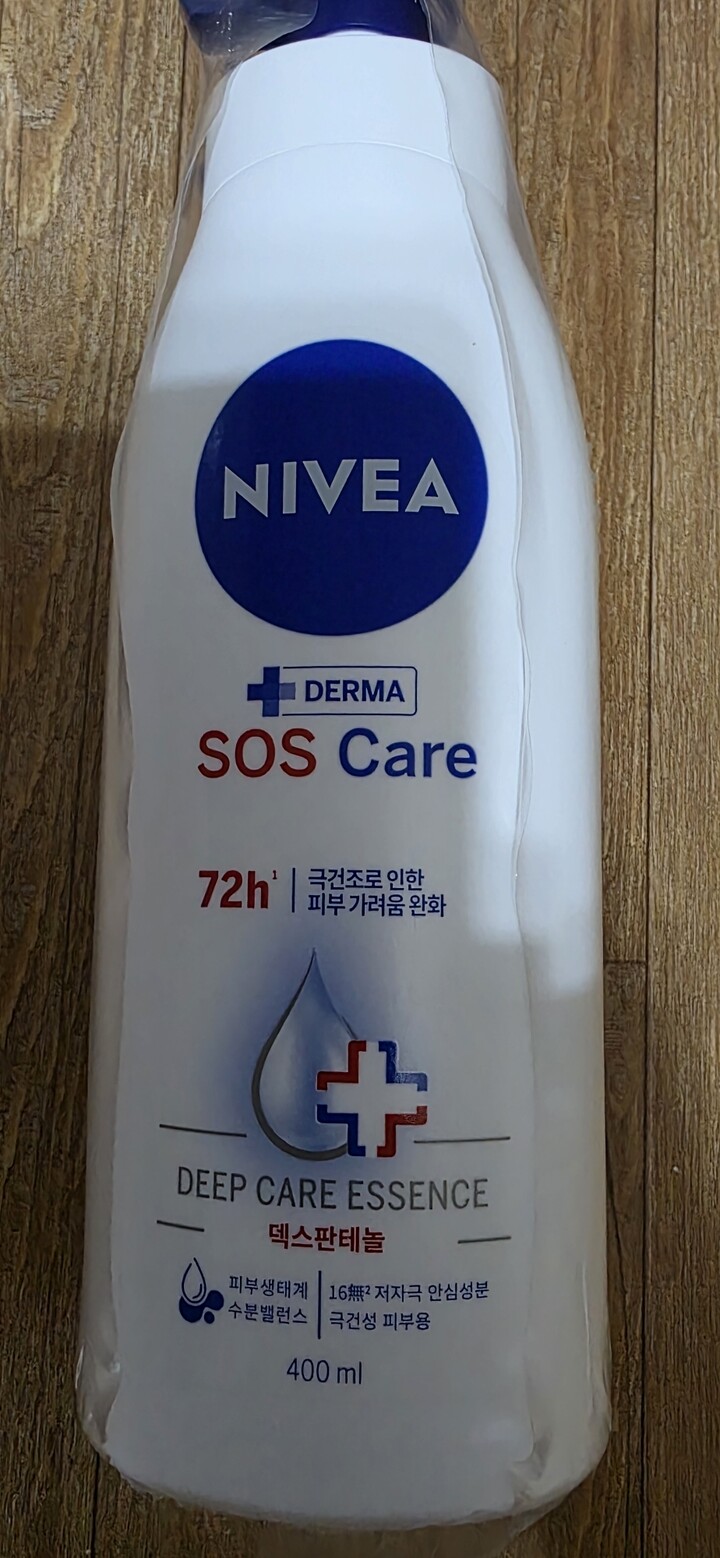 NIVEA
DERMA
SOS Care
72h¹
극건조로 인한
피부 가려움 완화
DEEP CARE ESSENCE
덱스판테놀
피부생태계
수분밸런스
16無² 저자극 안심성분
극건성 피부용
400 ml